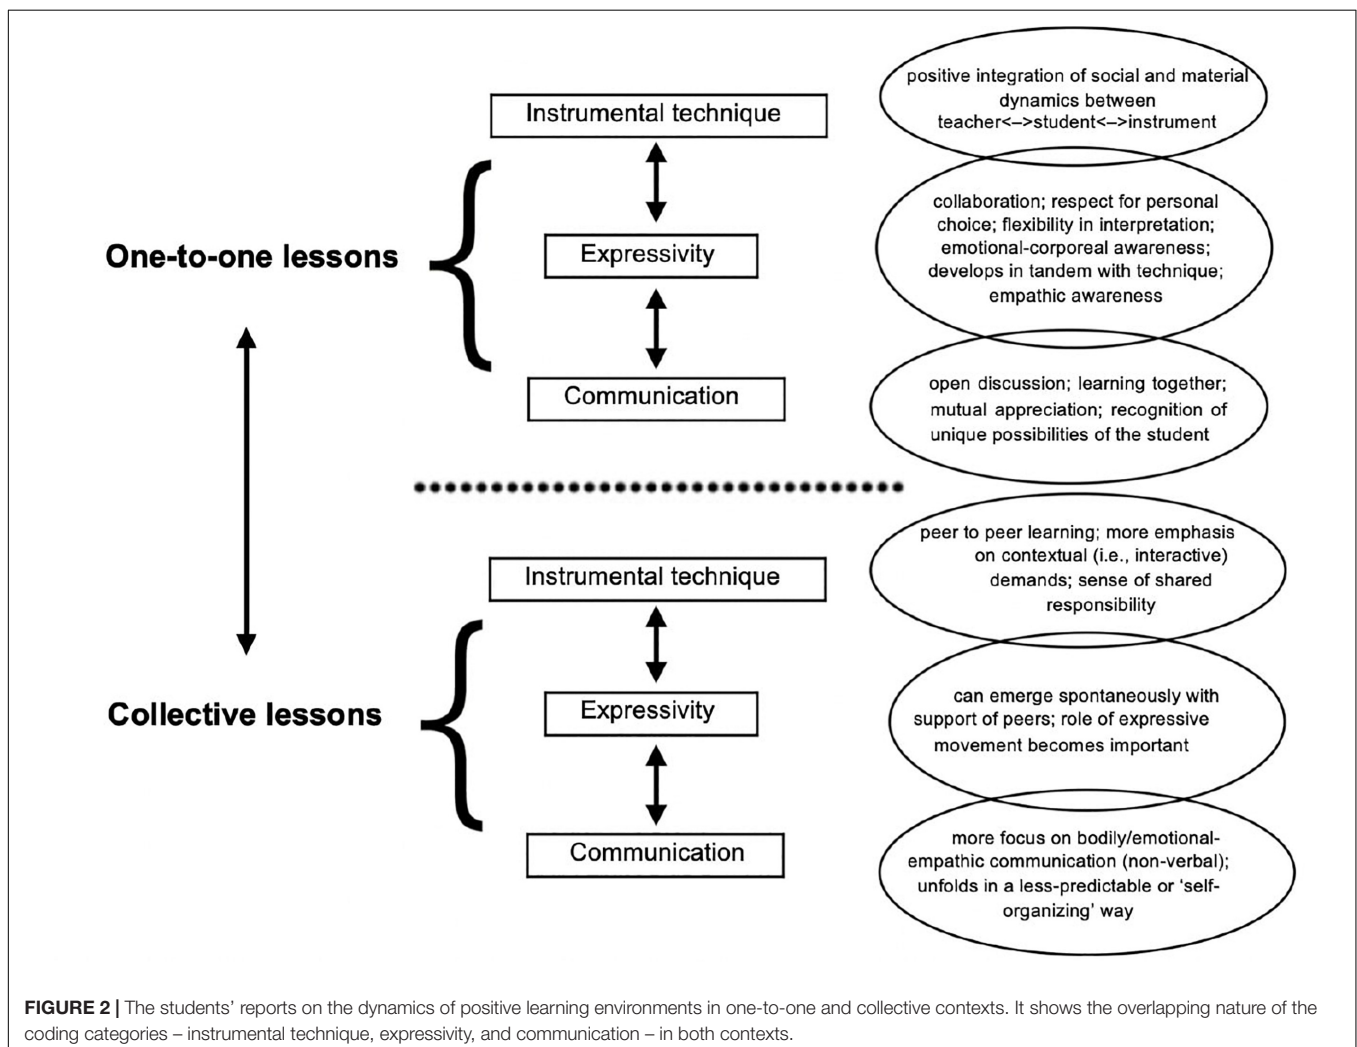 Instrumental technique
positive integration of social and material
dynamics between
teacher<–>student<–>instrument
One-to-one lessons
Expressivity
collaboration; respect for personal
choice; flexibility in interpretation;
emotional-corporeal awareness;
develops in tandem with technique;
empathic awareness
Communication
open discussion; learning together;
mutual appreciation; recognition of
unique possibilities of the student
Instrumental technique
peer to peer learning; more emphasis
on contextual (i.e., interactive)
demands; sense of shared
responsibility
Collective lessons
Expressivity
can emerge spontaneously with
support of peers; role of expressive
movement becomes important
Communication
more focus on bodily/emotional-
empathic communication (non-verbal);
unfolds in a less-predictable or ‘self-
organizing’ way
FIGURE 2 | The students’ reports on the dynamics of positive learning environments in one-to-one and collective contexts. It shows the overlapping nature of the
coding categories – instrumental technique, expressivity, and communication – in both contexts.